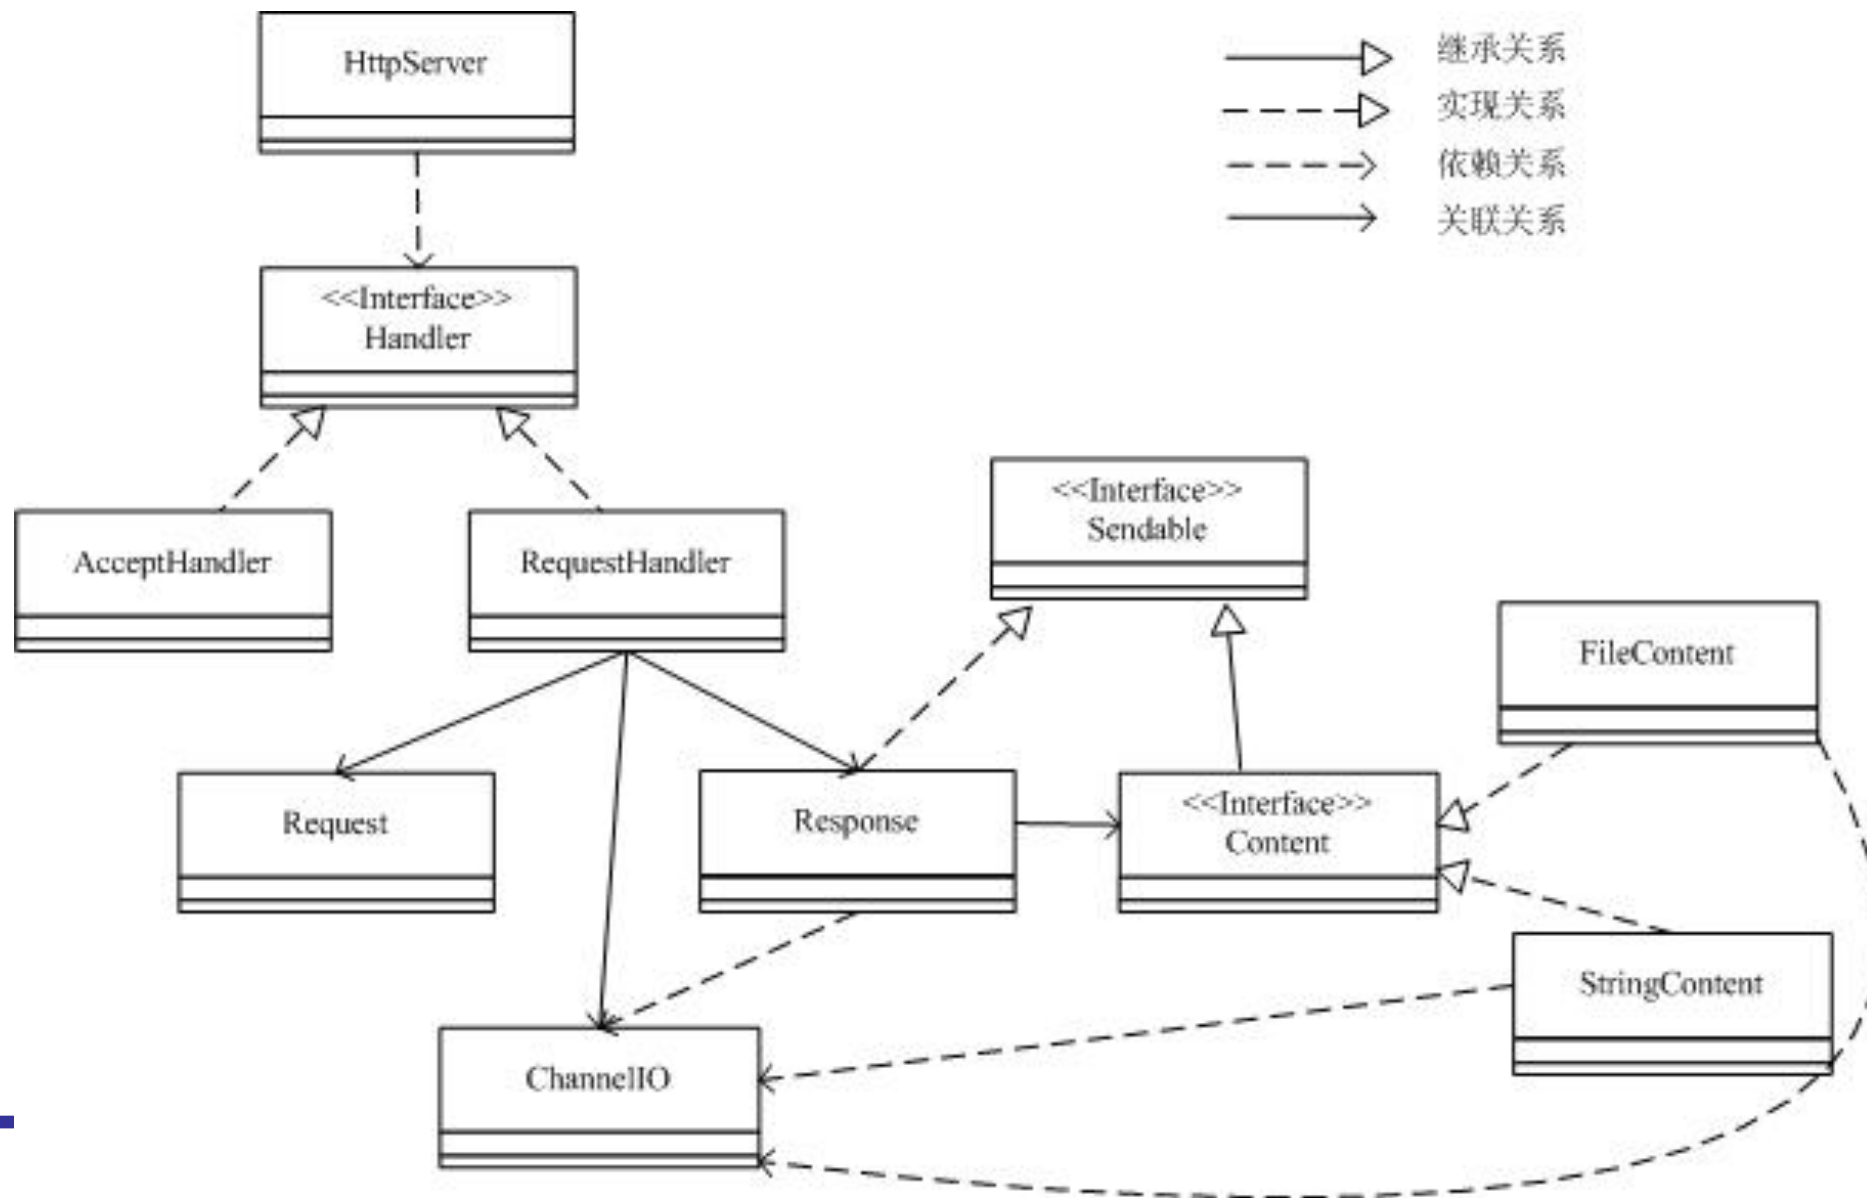 HttpServer
继承关系
实现关系
依赖关系
关联关系
<<Interface>>
Handler
<<Interface>>
Sendable
AcceptHandler
RequestHandler
FileContent
Request
Response
<<Interface>>
Content
StringContent
ChannelIO